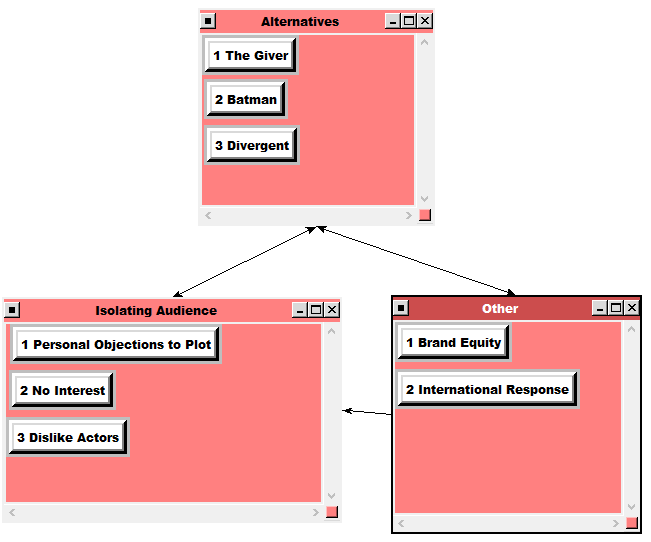 Alternatives
1 The Giver
2 Batman
3 Divergent
Isolating Audience
1 Personal Objections to Plot
2 No Interest
3 Dislike Actors
Other
1 Brand Equity
2 International Response